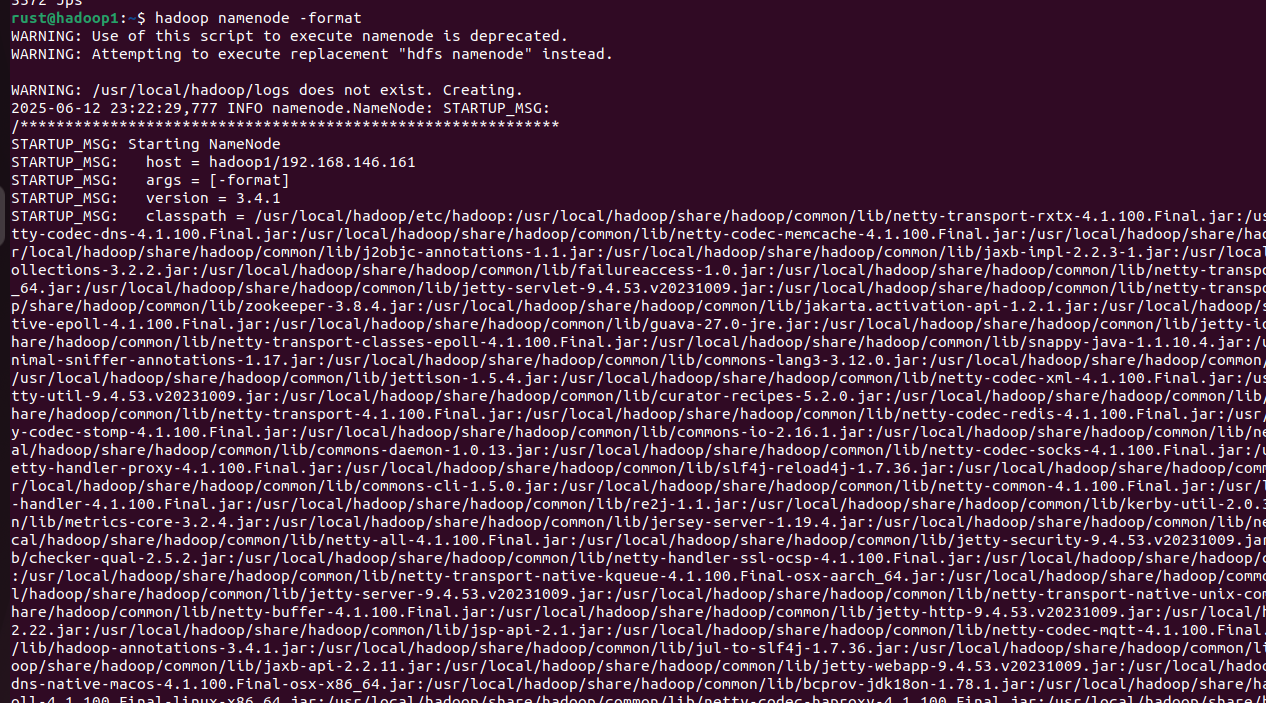 3372 Jps
rust@hadoop1:~$ hadoop namenode -format
WARNING: Use of this script to execute namenode is deprecated.
WARNING: Attempting to execute replacement "hdfs namenode" instead.
WARNING: /usr/local/hadoop/logs does not exist. Creating.
2025-06-12 23:22:29,777 INFO namenode.NameNode: STARTUP_MSG:
/************************************************************
STARTUP_MSG: Starting NameNode
STARTUP_MSG:   host = hadoop1/192.168.146.161
STARTUP_MSG:   args = [-format]
STARTUP_MSG:   version = 3.4.1
STARTUP_MSG:   classpath = /usr/local/hadoop/etc/hadoop:/usr/local/hadoop/share/hadoop/common/lib/netty-transport-rxtx-4.1.100.Final.jar:/us
tty-codec-dns-4.1.100.Final.jar:/usr/local/hadoop/share/hadoop/common/lib/netty-codec-memcache-4.1.100.Final.jar:/usr/local/hadoop/share/had
r/local/hadoop/share/hadoop/common/lib/j2objc-annotations-1.1.jar:/usr/local/hadoop/share/hadoop/common/lib/jaxb-impl-2.2.3-1.jar:/usr/local
ollections-3.2.2.jar:/usr/local/hadoop/share/hadoop/common/lib/failureaccess-1.0.jar:/usr/local/hadoop/share/hadoop/common/lib/netty-transpo
_64.jar:/usr/local/hadoop/share/hadoop/common/lib/jetty-servlet-9.4.53.v20231009.jar:/usr/local/hadoop/share/hadoop/common/lib/netty-transpo
p/share/hadoop/common/lib/zookeeper-3.8.4.jar:/usr/local/hadoop/share/hadoop/common/lib/jakarta.activation-api-1.2.1.jar:/usr/local/hadoop/s
tive-epoll-4.1.100.Final.jar:/usr/local/hadoop/share/hadoop/common/lib/guava-27.0-jre.jar:/usr/local/hadoop/share/hadoop/common/lib/jetty-io
hare/hadoop/common/lib/netty-transport-classes-epoll-4.1.100.Final.jar:/usr/local/hadoop/share/hadoop/common/lib/snappy-java-1.1.10.4.jar:/u
nimal-sniffer-annotations-1.17.jar:/usr/local/hadoop/share/hadoop/common/lib/commons-lang3-3.12.0.jar:/usr/local/hadoop/share/hadoop/common/
/usr/local/hadoop/share/hadoop/common/lib/jettison-1.5.4.jar:/usr/local/hadoop/share/hadoop/common/lib/netty-codec-xml-4.1.100.Final.jar:/us
tty-util-9.4.53.v20231009.jar:/usr/local/hadoop/share/hadoop/common/lib/curator-recipes-5.2.0.jar:/usr/local/hadoop/share/hadoop/common/lib/
hare/hadoop/common/lib/netty-transport-4.1.100.Final.jar:/usr/local/hadoop/share/hadoop/common/lib/netty-codec-redis-4.1.100.Final.jar:/usr/
y-codec-stomp-4.1.100.Final.jar:/usr/local/hadoop/share/hadoop/common/lib/commons-io-2.16.1.jar:/usr/local/hadoop/share/hadoop/common/lib/ne
al/hadoop/share/hadoop/common/lib/commons-daemon-1.0.13.jar:/usr/local/hadoop/share/hadoop/common/lib/netty-codec-socks-4.1.100.Final.jar:/u
etty-handler-proxy-4.1.100.Final.jar:/usr/local/hadoop/share/hadoop/common/lib/slf4j-reload4j-1.7.36.jar:/usr/local/hadoop/share/hadoop/comm
r/local/hadoop/share/hadoop/common/lib/commons-cli-1.5.0.jar:/usr/local/hadoop/share/hadoop/common/lib/netty-common-4.1.100.Final.jar:/usr/l
-handler-4.1.100.Final.jar:/usr/local/hadoop/share/hadoop/common/lib/re2j-1.1.jar:/usr/local/hadoop/share/hadoop/common/lib/kerby-util-2.0.3
n/lib/metrics-core-3.2.4.jar:/usr/local/hadoop/share/hadoop/common/lib/jersey-server-1.19.4.jar:/usr/local/hadoop/share/hadoop/common/lib/ne
cal/hadoop/share/hadoop/common/lib/netty-all-4.1.100.Final.jar:/usr/local/hadoop/share/hadoop/common/lib/jetty-security-9.4.53.v20231009.jar
b/checker-qual-2.5.2.jar:/usr/local/hadoop/share/hadoop/common/lib/netty-handler-ssl-ocsp-4.1.100.Final.jar:/usr/local/hadoop/share/hadoop/c
:/usr/local/hadoop/share/hadoop/common/lib/netty-transport-native-kqueue-4.1.100.Final-osx-aarch_64.jar:/usr/local/hadoop/share/hadoop/commo
l/hadoop/share/hadoop/common/lib/jetty-server-9.4.53.v20231009.jar:/usr/local/hadoop/share/hadoop/common/lib/netty-transport-native-unix-com
hare/hadoop/common/lib/netty-buffer-4.1.100.Final.jar:/usr/local/hadoop/share/hadoop/common/lib/jetty-http-9.4.53.v20231009.jar:/usr/local/h
2.22.jar:/usr/local/hadoop/share/hadoop/common/lib/jsp-api-2.1.jar:/usr/local/hadoop/share/hadoop/common/lib/netty-codec-mqtt-4.1.100.Final.
/lib/hadoop-annotations-3.4.1.jar:/usr/local/hadoop/share/hadoop/common/lib/jul-to-slf4j-1.7.36.jar:/usr/local/hadoop/share/hadoop/common/li
oop/share/hadoop/common/lib/jaxb-api-2.2.11.jar:/usr/local/hadoop/share/hadoop/common/lib/jetty-webapp-9.4.53.v20231009.jar:/usr/local/hadoo
dns-native-macos-4.1.100.Final-osx-x86_64.jar:/usr/local/hadoop/share/hadoop/common/lib/bcprov-jdk18on-1.78.1.jar:/usr/local/hadoop/share/ha
oll-4.1.100.Final-linux-x86_64.jar:/usr/local/hadoop/share/hadoop/common/lib/netty-codec-haproxy-4.1.100.Final.jar:/usr/local/hadoop/share/h